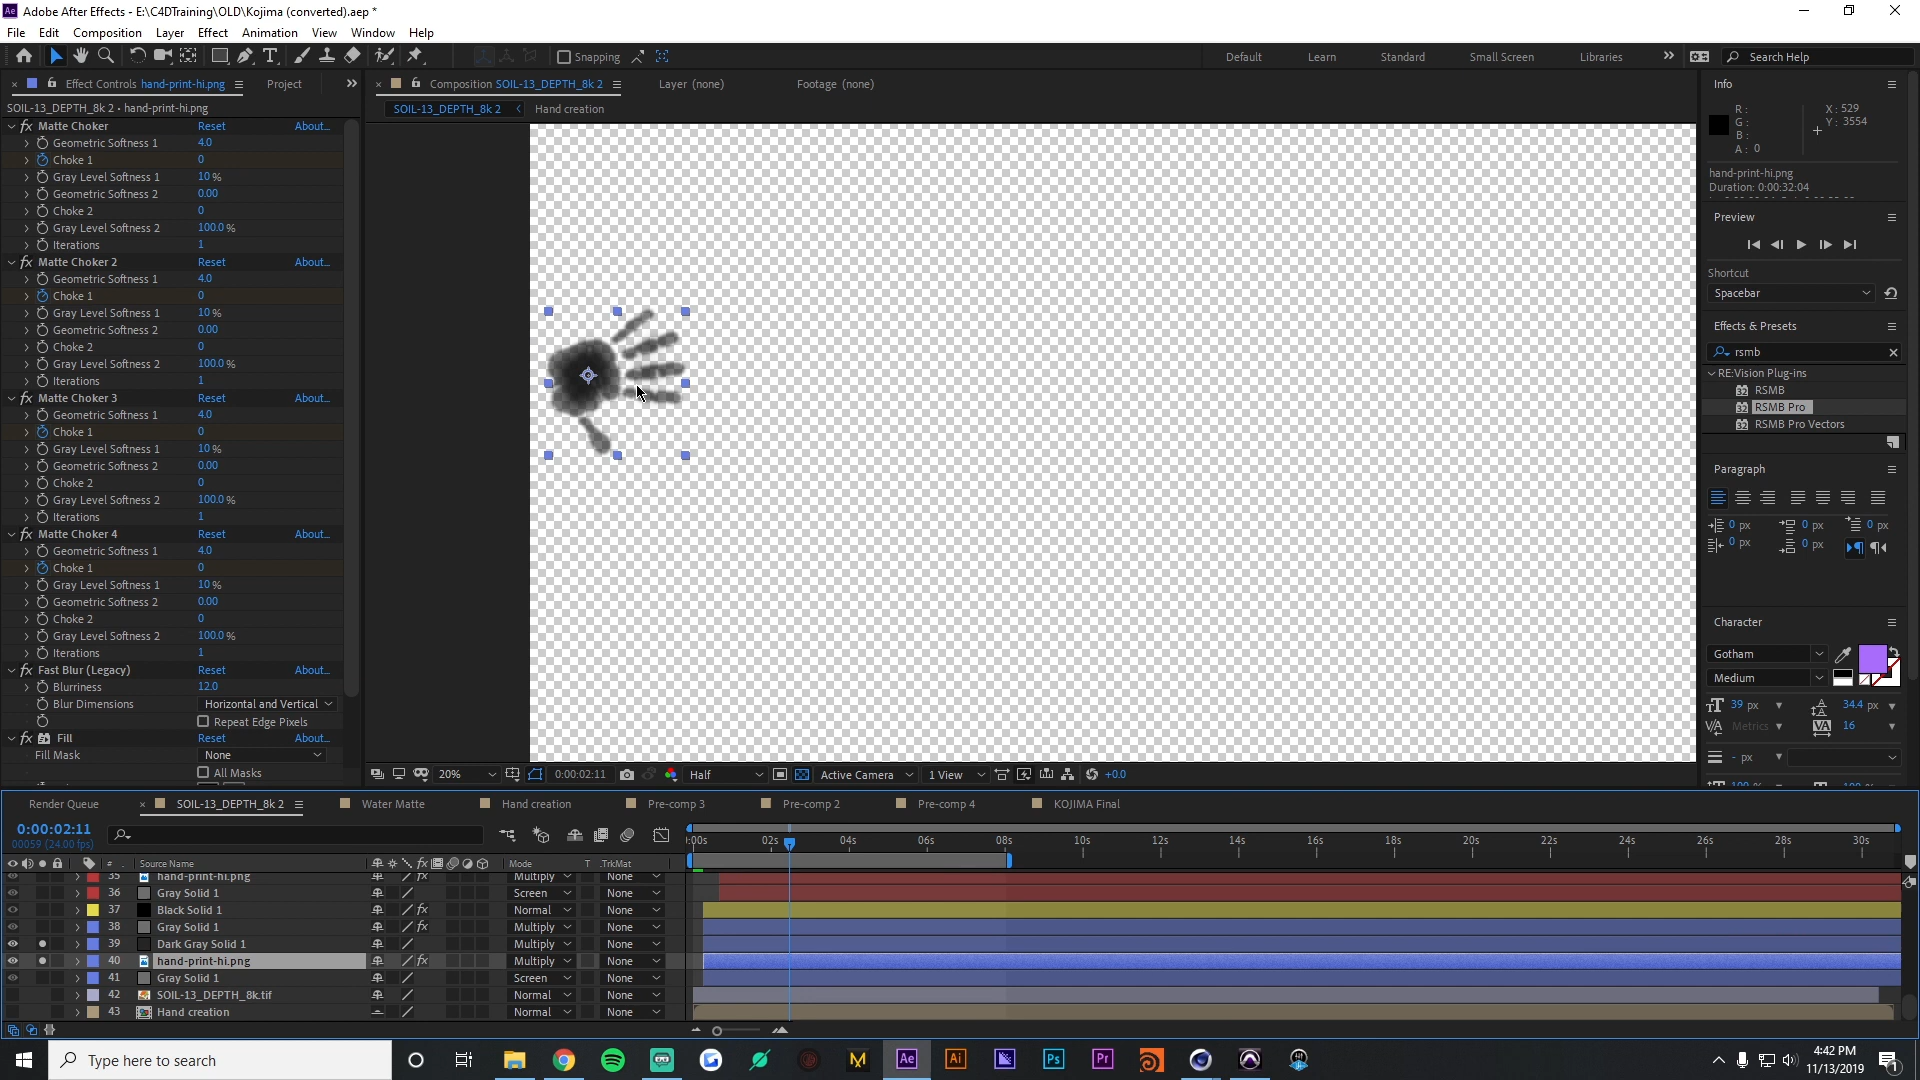 Adobe After Effects - E:\C4DTraining\OLD\Kojima (converted).aep *
File Edit Composition Layer Effect Animation View Window Help
Snapping
Default Learn Standard Small Screen Libraries
Search Help
Effect Controls hand-print-hi.png Project
Composition SOIL-13_DEPTH_8k 2 Layer (none) Footage (none)
SOIL-13_DEPTH_8k 2 • hand-print-hi.png
SOIL-13_DEPTH_8k 2 Hand creation
fx Matte Choker Reset About...
Geometric Softness 1 4.0
Choke 1 0
Gray Level Softness 1 10 %
Geometric Softness 2 0.00
Choke 2 0
Gray Level Softness 2 100.0 %
Iterations 1
fx Matte Choker 2 Reset About...
Geometric Softness 1 4.0
Choke 1 0
Gray Level Softness 1 10 %
Geometric Softness 2 0.00
Choke 2 0
Gray Level Softness 2 100.0 %
Iterations 1
fx Matte Choker 3 Reset About...
Geometric Softness 1 4.0
Choke 1 0
Gray Level Softness 1 10 %
Geometric Softness 2 0.00
Choke 2 0
Gray Level Softness 2 100.0 %
Iterations 1
fx Matte Choker 4 Reset About...
Geometric Softness 1 4.0
Choke 1 0
Gray Level Softness 1 10 %
Geometric Softness 2 0.00
Choke 2 0
Gray Level Softness 2 100.0 %
Iterations 1
fx Fast Blur (Legacy) Reset About...
Blurriness 12.0
Blur Dimensions Horizontal and Vertical
Repeat Edge Pixels
fx Fill Reset About...
Fill Mask None
All Masks
20% 0:00:02:11 Half Active Camera 1 View +0.0
Info
R: X: 529
G: Y: 3554
B:
A: 0
hand-print-hi.png
Duration: 0:00:32:04
Preview
Shortcut
Spacebar
Effects & Presets
rsmb
RE:Vision Plug-ins
32 RSMB
32 RSMB Pro
32 RSMB Pro Vectors
Paragraph
0 px 0 px 0 px
0 px 0 px
Character
Gotham
Medium
39 px 34.4 px
Metrics 16
- px
Render Queue SOIL-13_DEPTH_8k 2 Water Matte Hand creation Pre-comp 3 Pre-comp 2 Pre-comp 4 KOJIMA Final
0:00:02:11
00059 (24.00 fps)
:00s 02s 04s 06s 08s 10s 12s 14s 16s 18s 20s 22s 24s 26s 28s 30s
# Source Name Mode T .TrkMat
35 hand-print-hi.png Multiply None
36 Gray Solid 1 Screen None
37 Black Solid 1 Normal None
38 Gray Solid 1 Multiply None
39 Dark Gray Solid 1 Multiply None
40 hand-print-hi.png Multiply None
41 Gray Solid 1 Screen None
42 SOIL-13_DEPTH_8k.tif Normal None
43 Hand creation Normal None
Type here to search
Ae Ai Ps Pr
4:42 PM
11/13/2019
1